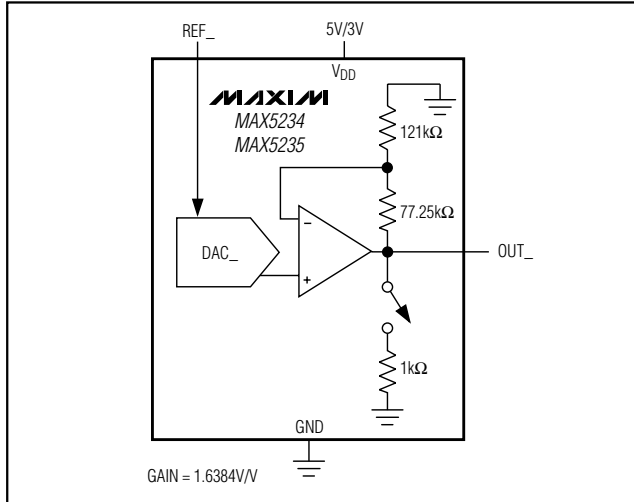 REF_
5V/3V
VDD
MAXIM
MAX5234
MAX5235
121kΩ
77.25kΩ
DAC_
−
+
OUT_
1kΩ
GND
GAIN = 1.6384V/V